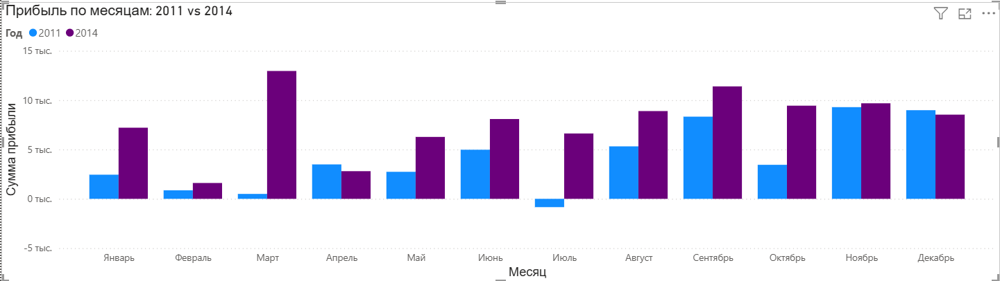 Прибыль по месяцам: 2011 vs 2014
Год 2011 2014
15 тыс.
10 тыс.
5 тыс.
0 тыс.
-5 тыс.
Сумма прибыли
Январь Февраль Март Апрель Май Июнь Июль Август Сентябрь Октябрь Ноябрь Декабрь
Месяц